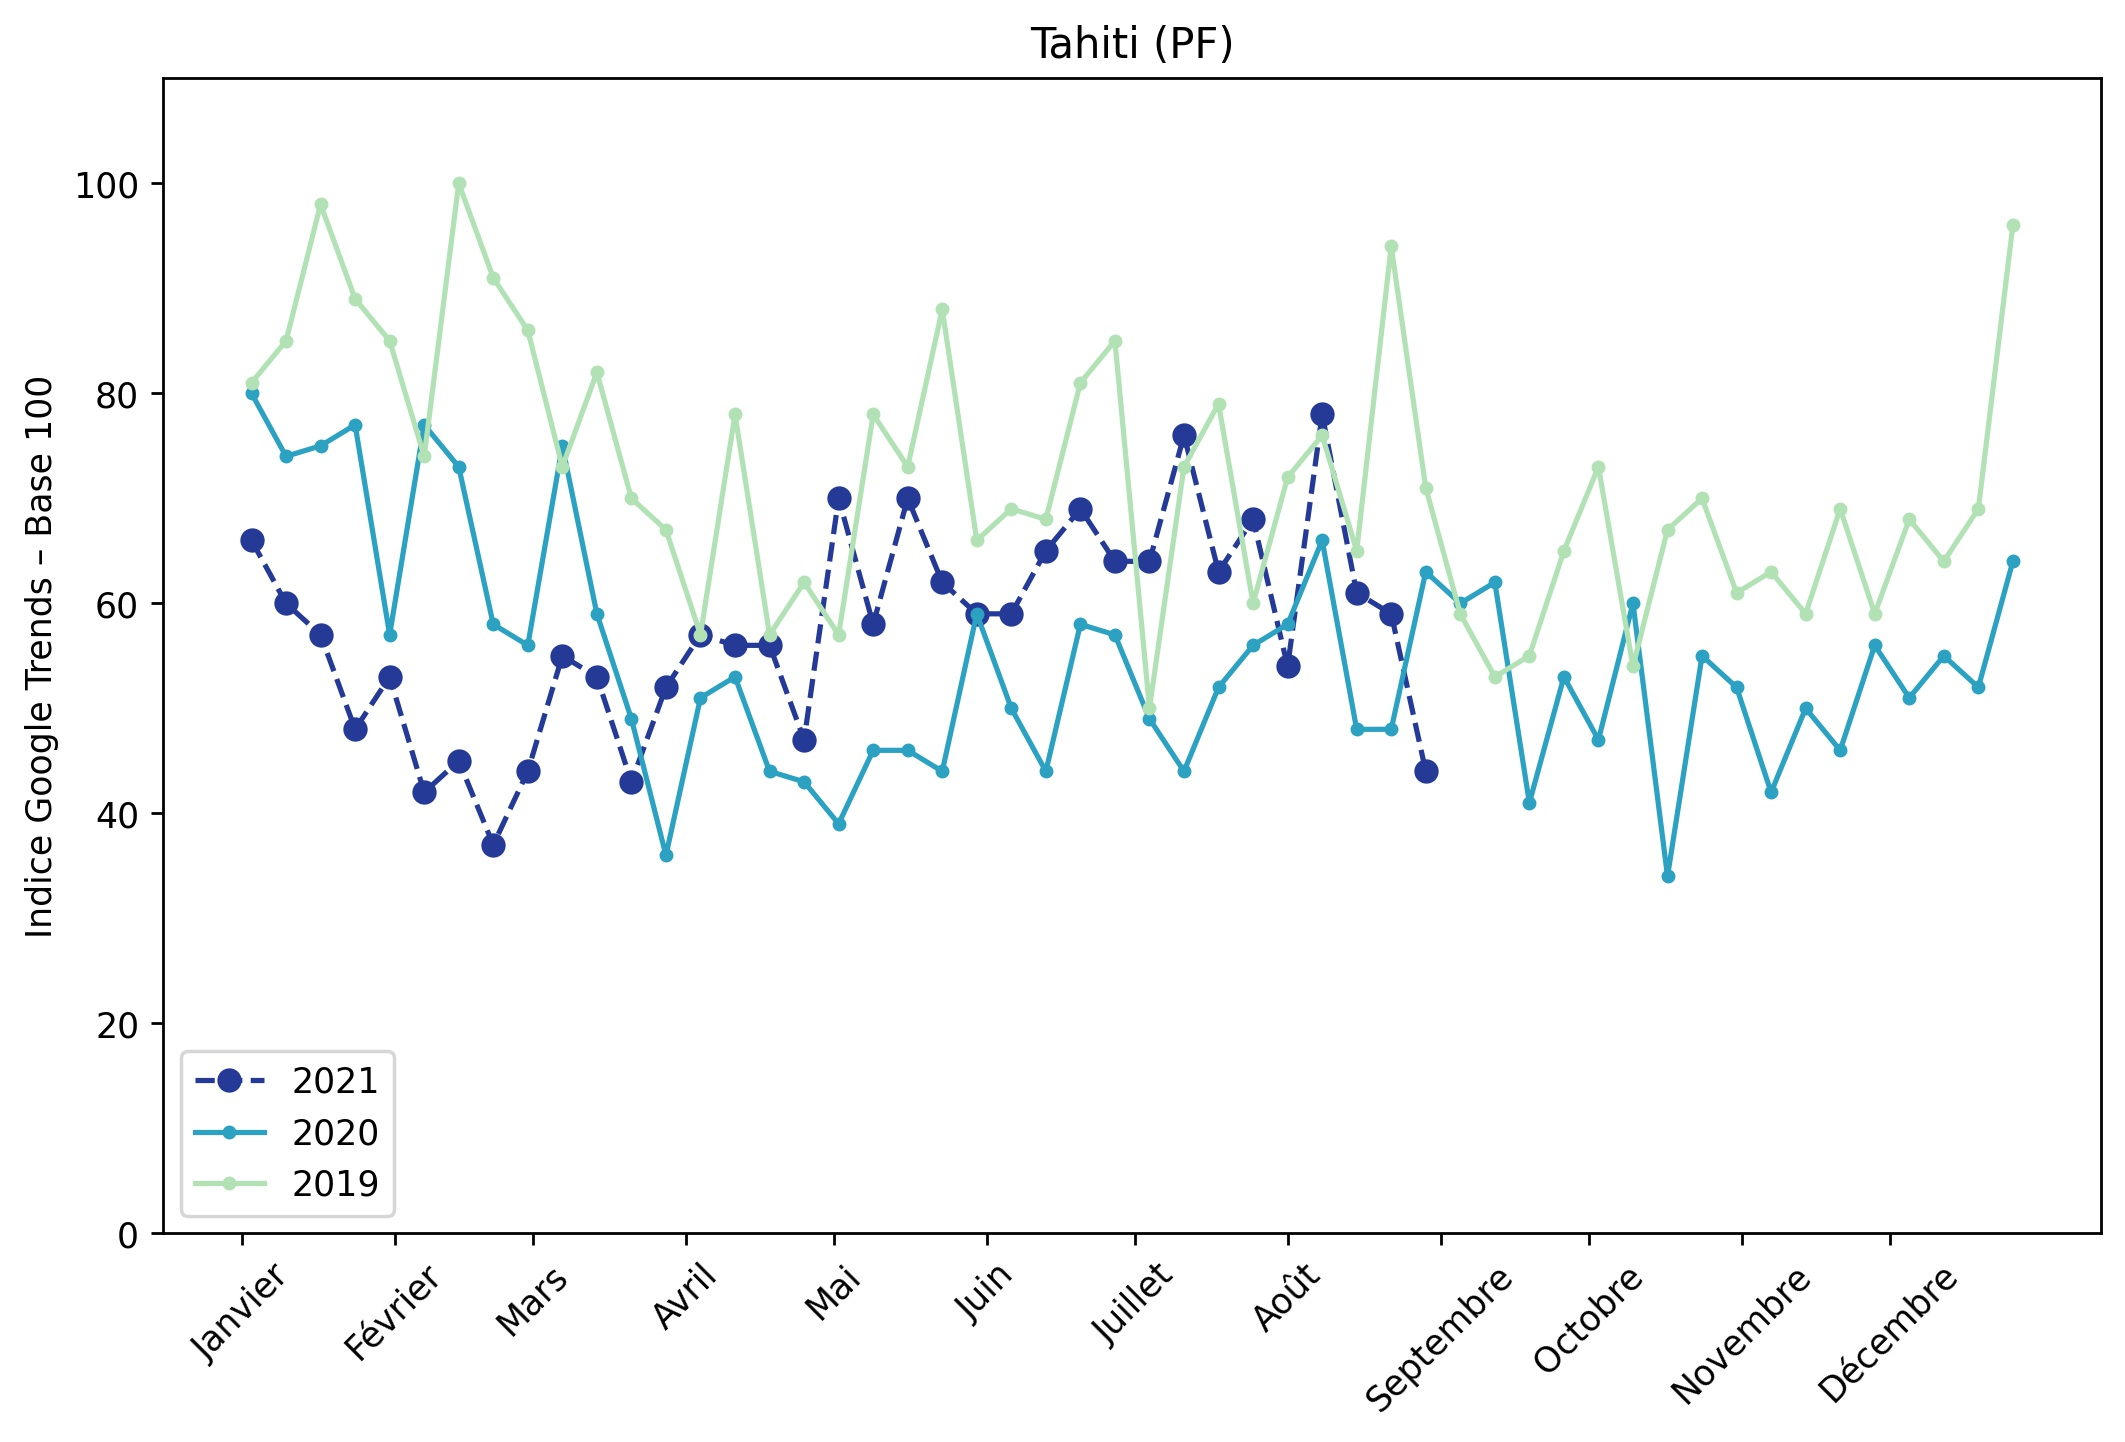 Tahiti (PF)
Indice Google Trends – Base 100
100
80
60
40
20
0
2021
2020
2019
Janvier
Février
Mars
Avril
Mai
Juin
Juillet
Août
Septembre
Octobre
Novembre
Décembre